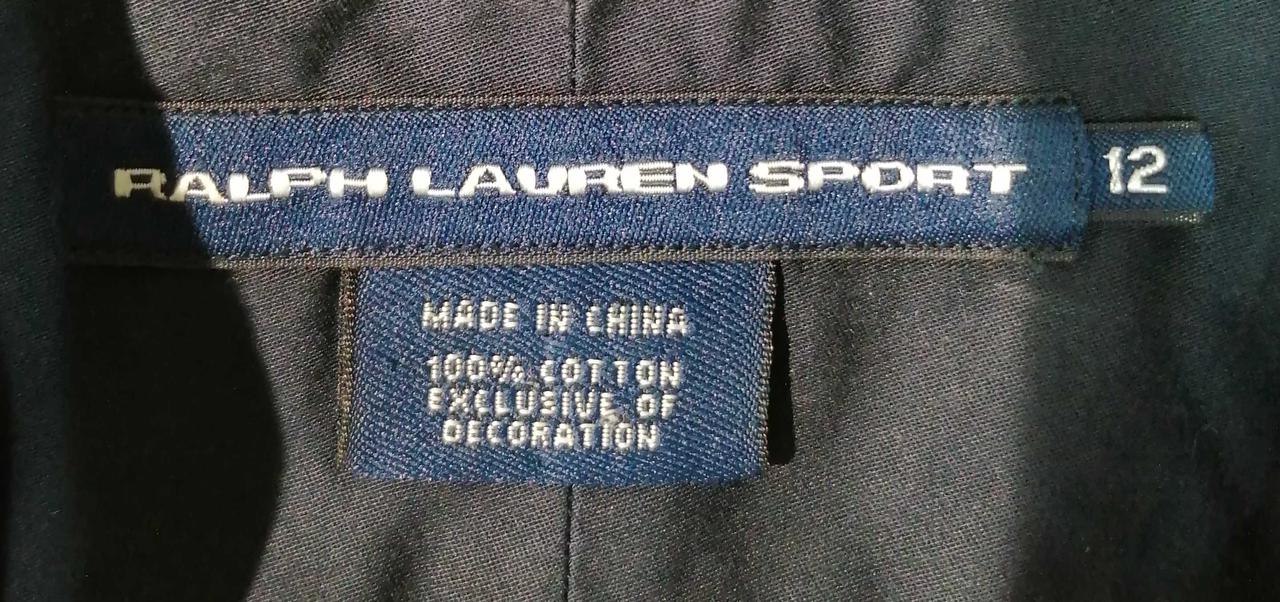 RALPH LAUREN SPORT 12
MADE IN CHINA
100% COTTON
EXCLUSIVE OF
DECORATION